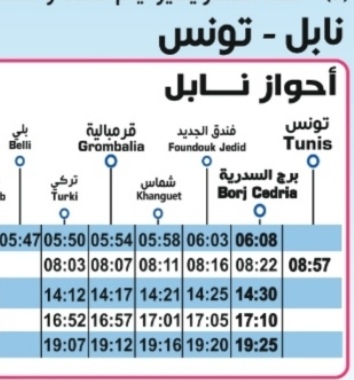 نابل - تونس
أحواز نابل
تونس
قرمبالية فندق الجديد
بلي
Belli Grombalia Foundouk Jedid Tunis
تركي شماس برج السدرية
Turki Khanguet Borj Cedria
05:47 05:50 05:54 05:58 06:03 06:08
08:03 08:07 08:11 08:16 08:22 08:57
14:12 14:17 14:21 14:25 14:30
16:52 16:57 17:01 17:05 17:10
19:07 19:12 19:16 19:20 19:25